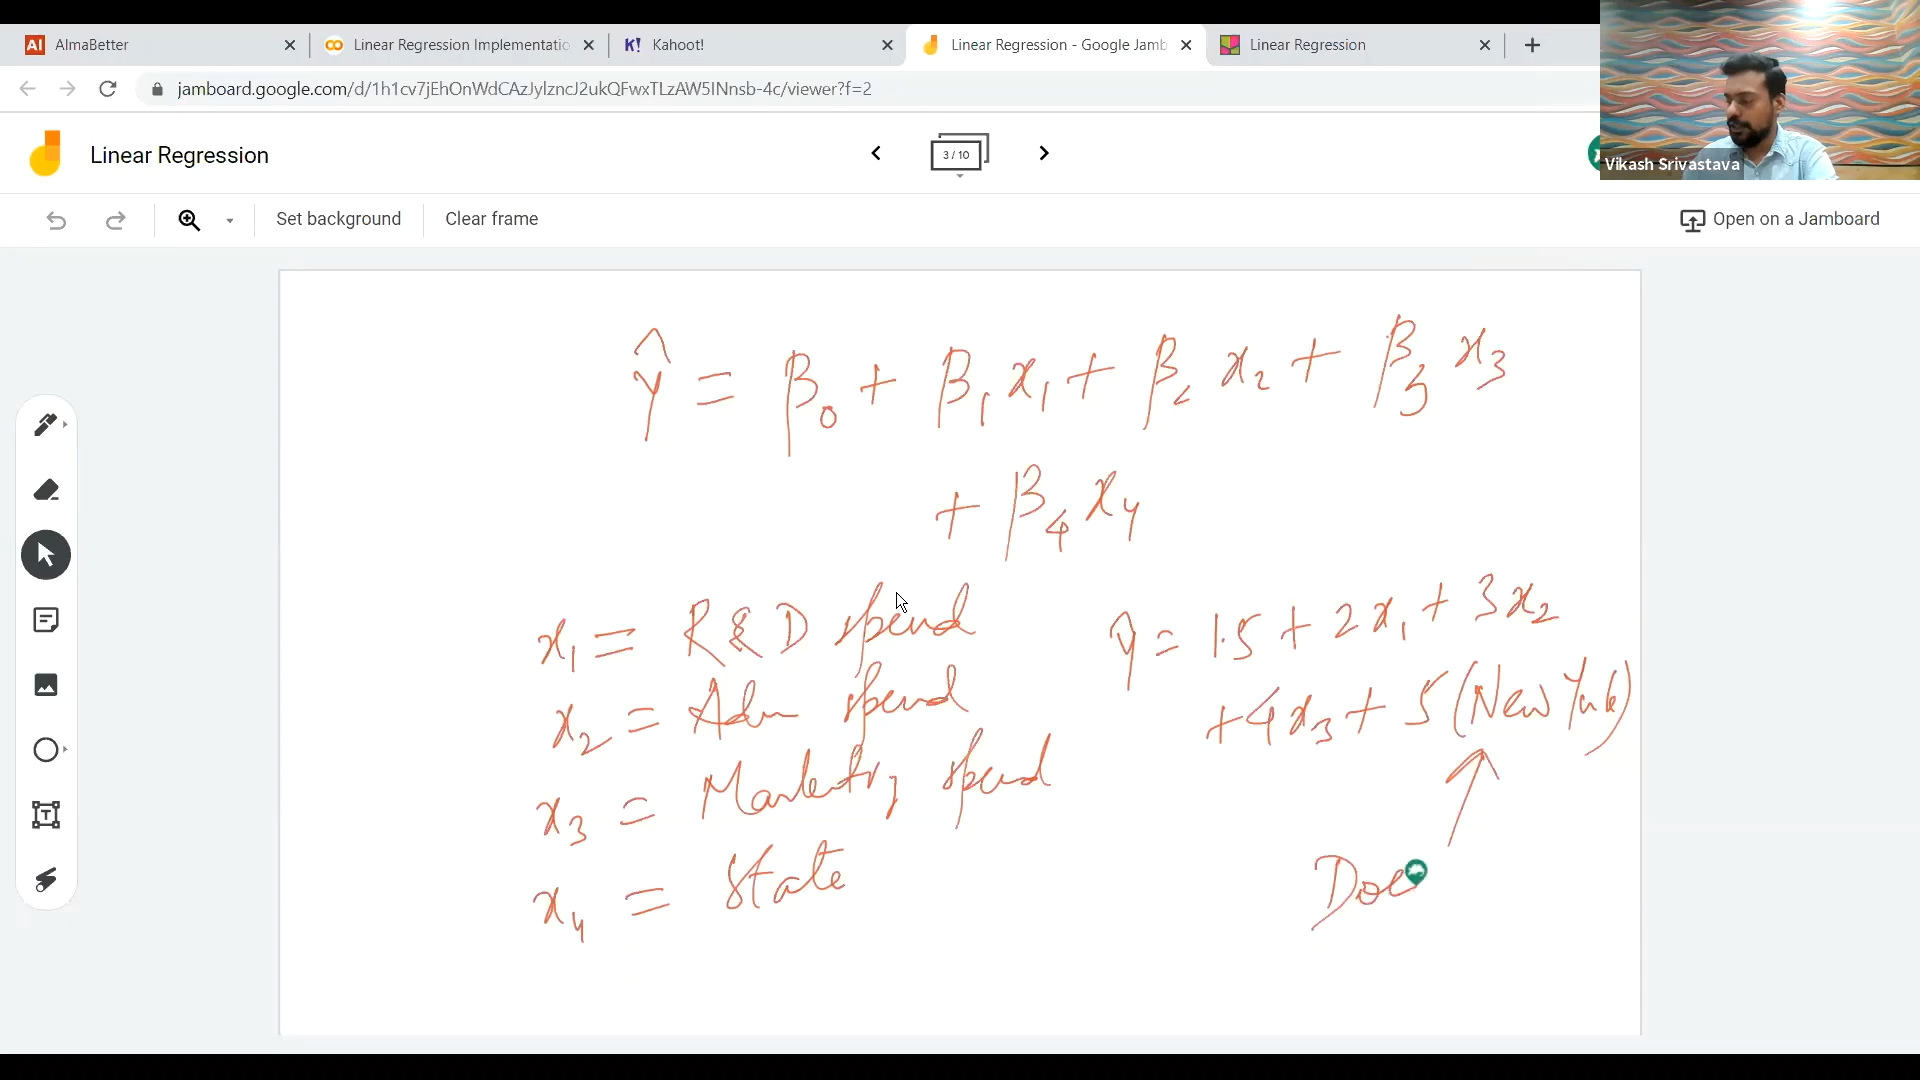 AlmaBetter
Linear Regression Implementatio
Kahoot!
Linear Regression - Google Jamb
Linear Regression
jamboard.google.com/d/1h1cv7jEhOnWdCAzJyIzncJ2ukQFwxTLzAW5INnsb-4c/viewer?f=2
Vikash Srivastava
Linear Regression
3 / 10
Set background
Clear frame
Open on a Jamboard
ŷ = β₀ + β₁x₁ + β₂x₂ + β₃x₃
+ β₄x₄
x₁ = R & D spend
x₂ = Adm spend
x₃ = Marketing spend
x₄ = State
ŷ = 1.5 + 2x₁ + 3x₂
+ 4x₃ + 5 (New York)
Doe